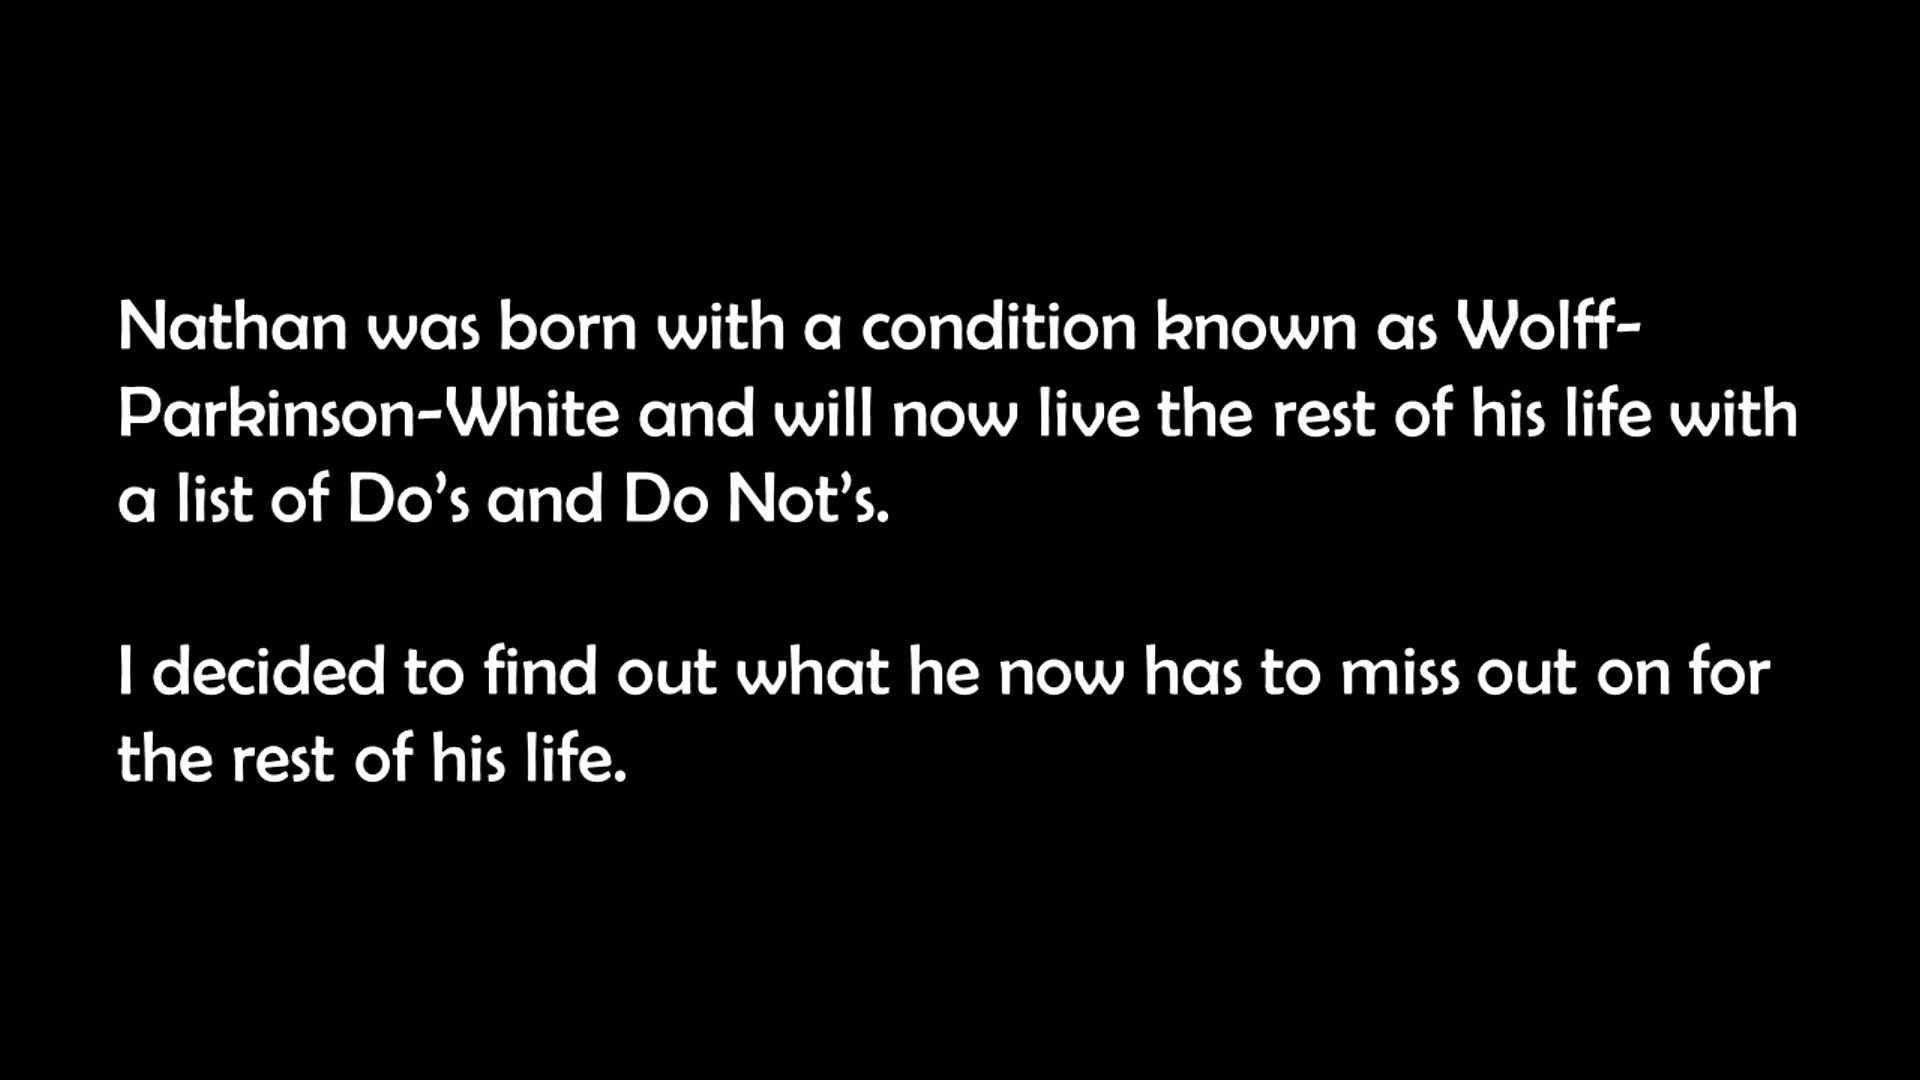 Nathan was born with a condition known as Wolff-
Parkinson-White and will now live the rest of his life with
a list of Do’s and Do Not’s.
I decided to find out what he now has to miss out on for
the rest of his life.